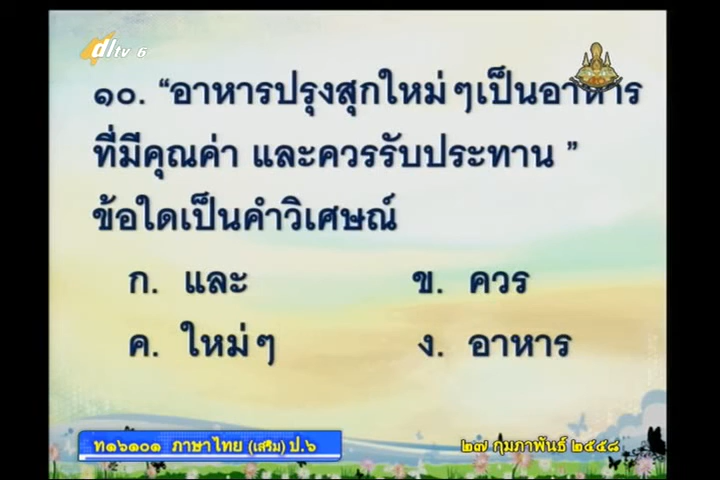 dltv 6
๑๐. “อาหารปรุงสุกใหม่ๆเป็นอาหาร
ที่มีคุณค่า และควรรับประทาน ”
ข้อใดเป็นคำวิเศษณ์
ก. และ ข. ควร
ค. ใหม่ๆ ง. อาหาร
ท๑๖๑๐๑ ภาษาไทย (เสริม) ป.๖ ๒๗ กุมภาพันธ์ ๒๕๕๘